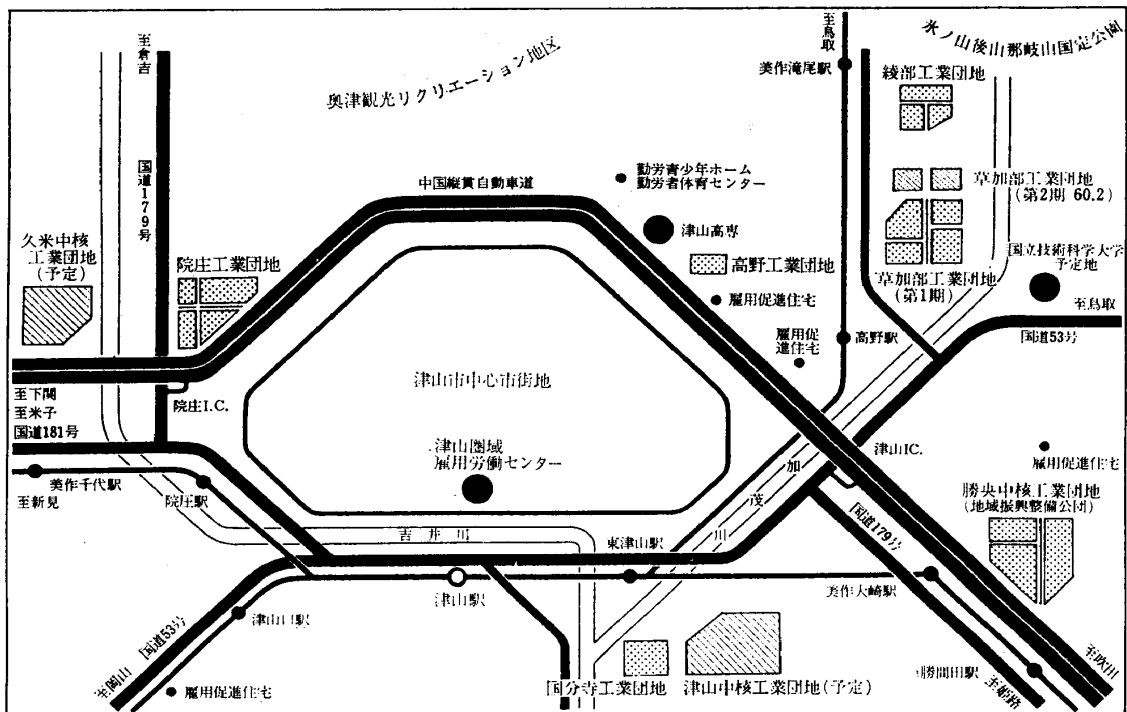 至倉吉
国道179号
奥津観光リクリエーション地区
至鳥取
美作滝尾駅
氷ノ山後山那岐山国定公園
綾部工業団地
勤労青少年ホーム
勤労者体育センター
中国縦貫自動車道
津山高専
草加部工業団地
(第2期 60.2)
久米中核
工業団地
(予定)
院庄工業団地
高野工業団地
国立技術科学大学
予定地
草加部工業団地
(第1期)
雇用促進住宅
至鳥取
国道53号
雇用促
進住宅
高野駅
津山市中心市街地
至下関
至米子
国道181号
院庄I.C.
津山圏域
雇用労働センター
津山IC.
雇用促進住宅
美作千代駅
至新見
院庄駅
加茂川
勝央中核工業団地
(地域振興整備公団)
国道179号
吉井川
東津山駅
津山駅
美作大崎駅
津山口駅
国道53号
至岡山
雇用促進住宅
国分寺工業団地
津山中核工業団地(予定)
勝間田駅
至姫路
至吹田